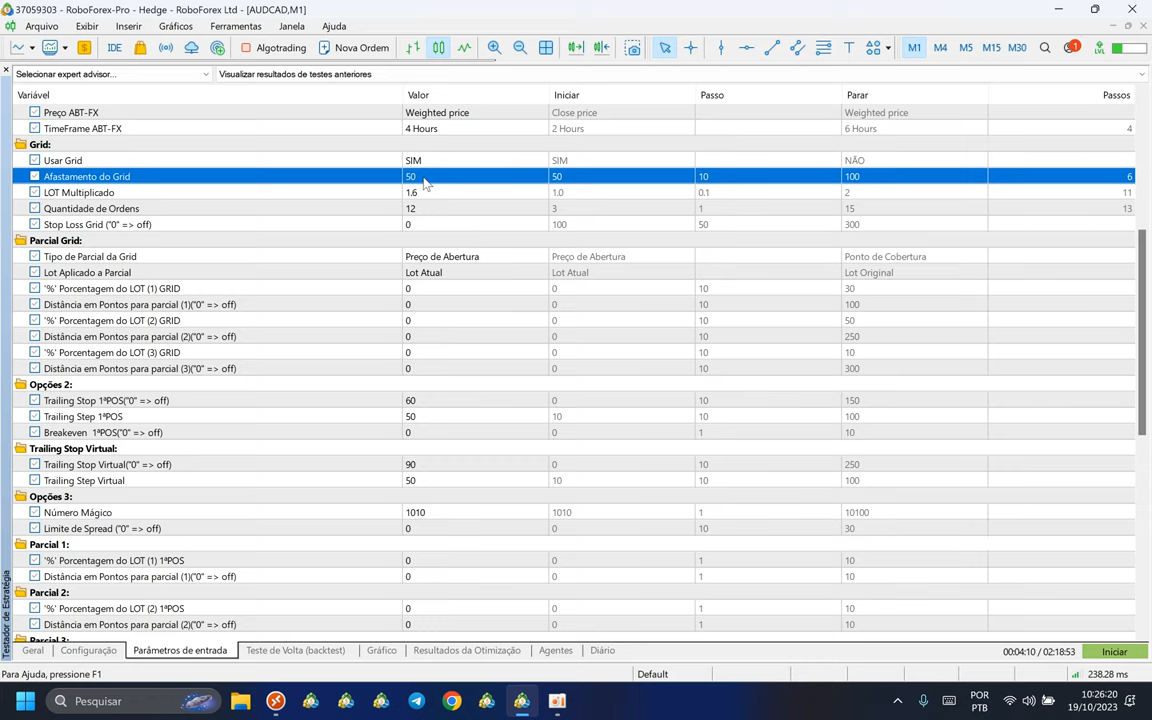 37059303 - RoboForex-Pro - Hedge - RoboForex Ltd - [AUDCAD,M1]
Arquivo Exibir Inserir Gráficos Ferramentas Janela Ajuda
IDE Algotrading Nova Ordem M1 M4 M5 M15 M30 1 LVL
Selecionar expert advisor... Visualizar resultados de testes anteriores
Variável Valor Iniciar Passo Parar Passos
Preço ABT-FX Weighted price Close price Weighted price
TimeFrame ABT-FX 4 Hours 2 Hours 6 Hours 4
Grid:
Usar Grid SIM SIM NÃO
Afastamento do Grid 50 50 10 100 6
LOT Multiplicado 1.6 1.0 0.1 2 11
Quantidade de Ordens 12 3 1 15 13
Stop Loss Grid ("0" => off) 0 100 50 300
Parcial Grid:
Tipo de Parcial da Grid Preço de Abertura Preço de Abertura Ponto de Cobertura
Lot Aplicado a Parcial Lot Atual Lot Atual Lot Original
'%' Porcentagem do LOT (1) GRID 0 0 10 30
Distância em Pontos para parcial (1)("0" => off) 0 0 10 100
'%' Porcentagem do LOT (2) GRID 0 0 10 50
Distância em Pontos para parcial (2)("0" => off) 0 0 10 250
'%' Porcentagem do LOT (3) GRID 0 0 10 10
Distância em Pontos para parcial (3)("0" => off) 0 0 10 300
Opções 2:
Trailing Stop 1ªPOS("0" => off) 60 0 10 150
Trailing Step 1ªPOS 50 10 10 100
Breakeven 1ªPOS("0" => off) 0 0 1 10
Trailing Stop Virtual:
Trailing Stop Virtual("0" => off) 90 0 10 250
Trailing Step Virtual 50 10 10 100
Opções 3:
Número Mágico 1010 1010 1 10100
Limite de Spread ("0" => off) 0 0 10 30
Parcial 1:
'%' Porcentagem do LOT (1) 1ªPOS 0 0 1 10
Distância em Pontos para parcial (1)("0" => off) 0 0 1 10
Parcial 2:
'%' Porcentagem do LOT (2) 1ªPOS 0 0 1 10
Distância em Pontos para parcial (2)("0" => off) 0 0 1 10
Parcial 3:
Testador de Estratégia
Geral Configuração Parâmetros de entrada Teste de Volta (backtest) Gráfico Resultados da Otimização Agentes Diário 00:04:10 / 02:18:53 Iniciar
Para Ajuda, pressione F1 Default 238.28 ms
Pesquisar POR PTB 10:26:20 19/10/2023